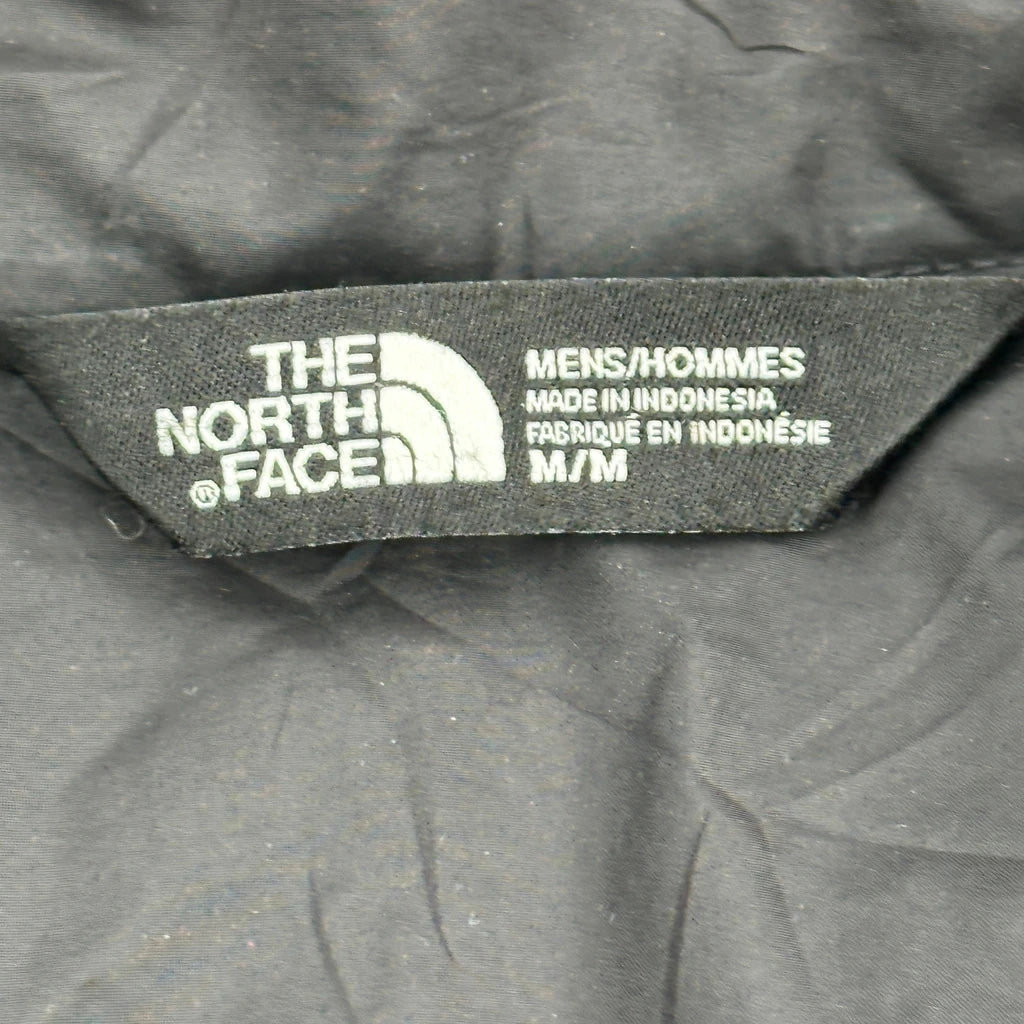 THE
NORTH
FACE
MENS/HOMMES
MADE IN INDONESIA
FABRIQUÉ EN INDONÉSIE
M/M